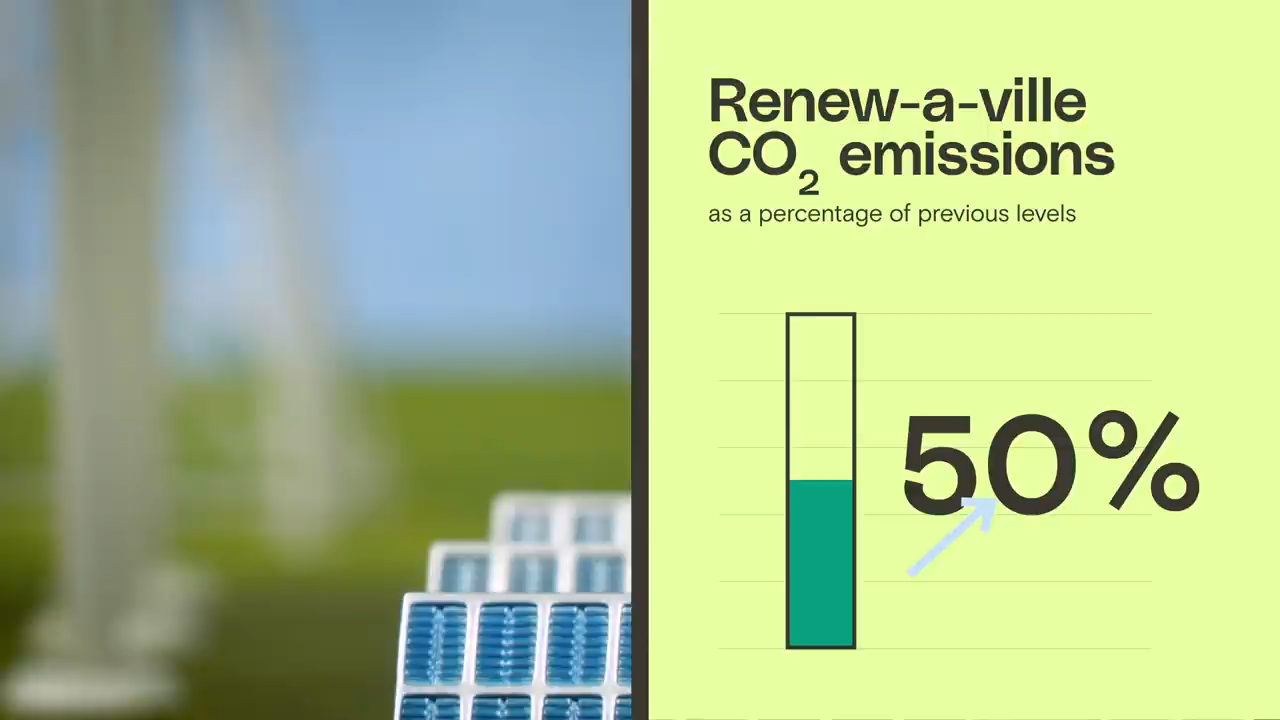 Renew-a-ville
CO₂ emissions
as a percentage of previous levels
50%